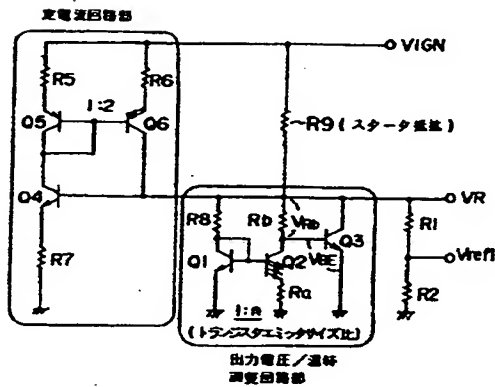 定電流回路部
VIGN
R5
R6
1:2
R9(スタータ抵抗)
Q5
Q6
Q4
VR
R8
Rb
VRb
Q3
R1
R7
Q1
Q2
VBE
Vref1
Ra
R2
1:n
(トランジスタエミッタサイズ比)
出力電圧/温特
調整回路部